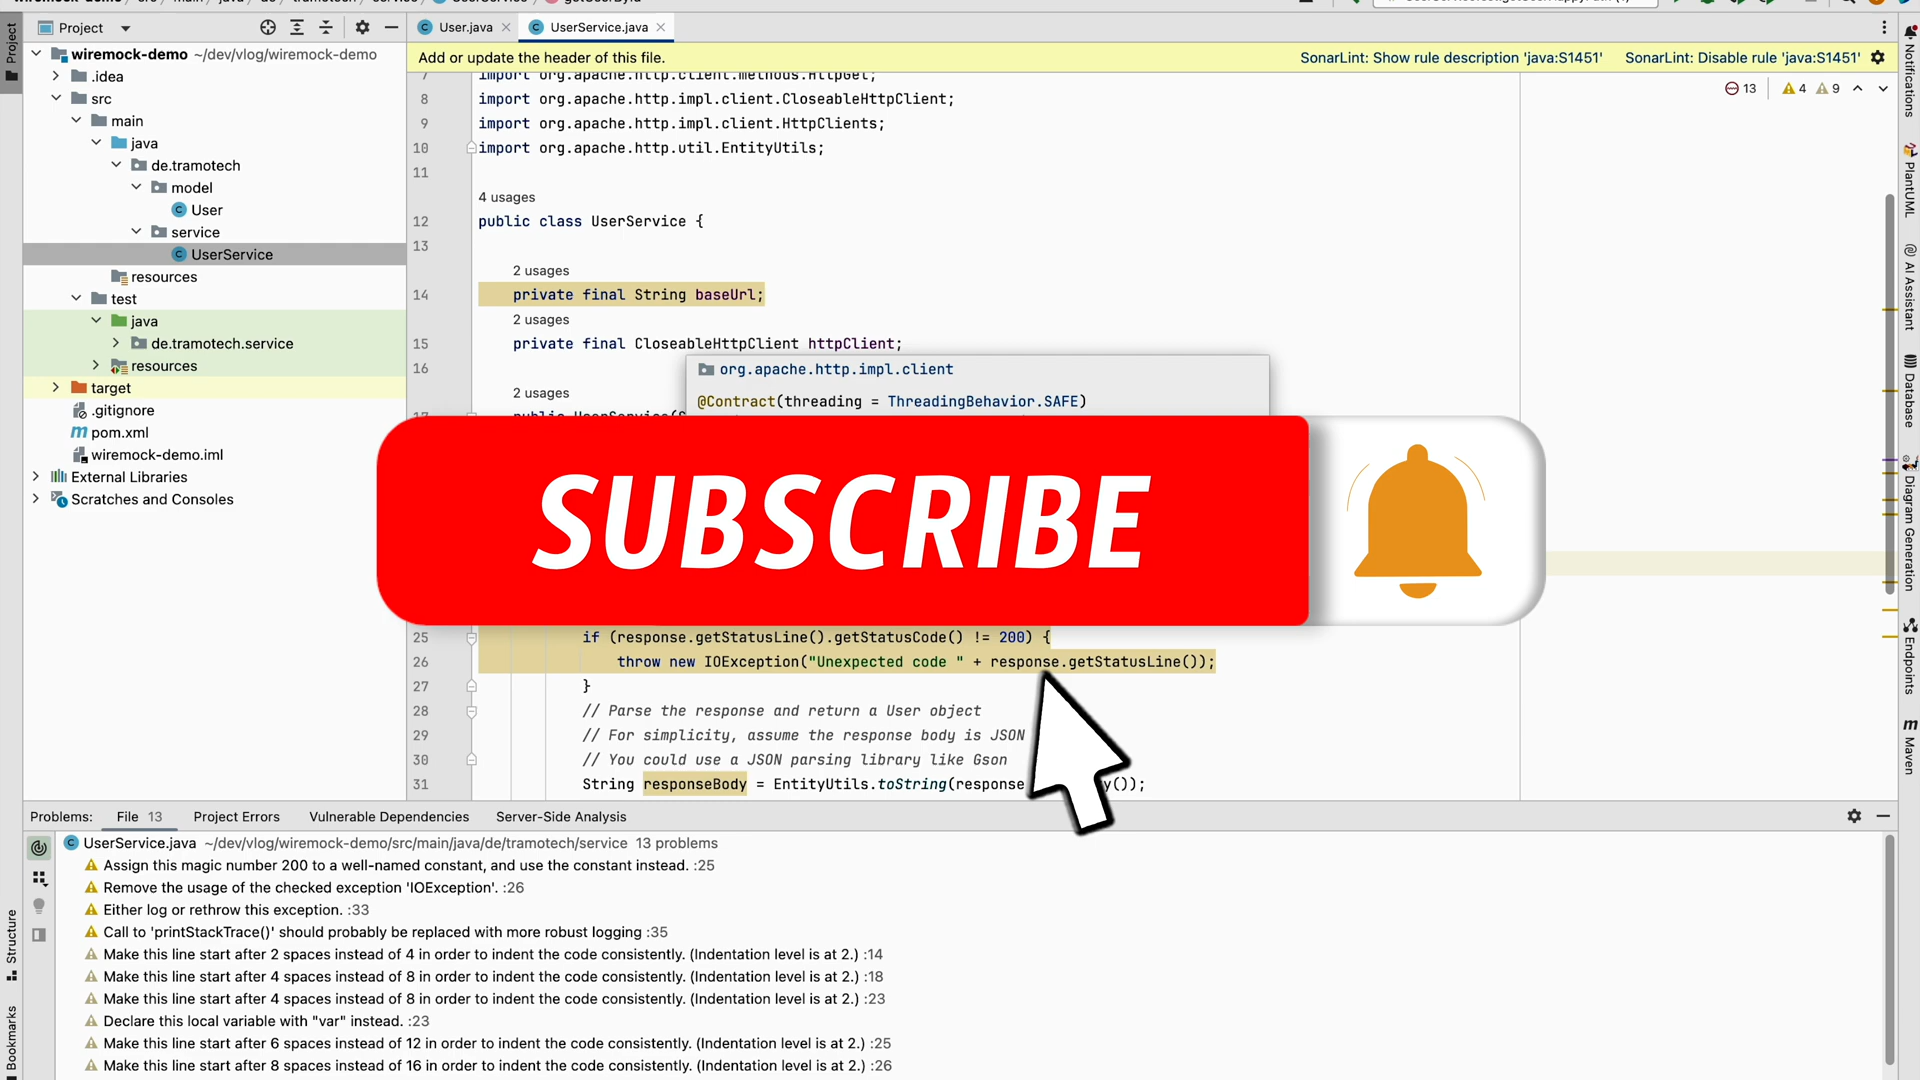 Project
Project
User.java
UserService.java
Notifications
wiremock-demo ~/dev/vlog/wiremock-demo
.idea
src
main
java
de.tramotech
model
User
service
UserService
resources
test
java
de.tramotech.service
resources
target
.gitignore
pom.xml
wiremock-demo.iml
External Libraries
Scratches and Consoles
Add or update the header of this file.
SonarLint: Show rule description 'java:S1451'
SonarLint: Disable rule 'java:S1451'
13
4
9
7 import org.apache.http.client.methods.HttpGet;
8 import org.apache.http.impl.client.CloseableHttpClient;
9 import org.apache.http.impl.client.HttpClients;
10 import org.apache.http.util.EntityUtils;
11
4 usages
12 public class UserService {
13
2 usages
14 private final String baseUrl;
2 usages
15 private final CloseableHttpClient httpClient;
16
org.apache.http.impl.client
@Contract(threading = ThreadingBehavior.SAFE)
2 usages
SUBSCRIBE
25 if (response.getStatusLine().getStatusCode() != 200) {
26 throw new IOException("Unexpected code " + response.getStatusLine());
27 }
28 // Parse the response and return a User object
29 // For simplicity, assume the response body is JSON
30 // You could use a JSON parsing library like Gson
31 String responseBody = EntityUtils.toString(response y());
PlantUML
AI Assistant
Database
Diagram Generation
Endpoints
Maven
Structure
Bookmarks
Problems: File 13 Project Errors Vulnerable Dependencies Server-Side Analysis
UserService.java ~/dev/vlog/wiremock-demo/src/main/java/de/tramotech/service 13 problems
Assign this magic number 200 to a well-named constant, and use the constant instead. :25
Remove the usage of the checked exception 'IOException'. :26
Either log or rethrow this exception. :33
Call to 'printStackTrace()' should probably be replaced with more robust logging :35
Make this line start after 2 spaces instead of 4 in order to indent the code consistently. (Indentation level is at 2.) :14
Make this line start after 4 spaces instead of 8 in order to indent the code consistently. (Indentation level is at 2.) :18
Make this line start after 4 spaces instead of 8 in order to indent the code consistently. (Indentation level is at 2.) :23
Declare this local variable with "var" instead. :23
Make this line start after 6 spaces instead of 12 in order to indent the code consistently. (Indentation level is at 2.) :25
Make this line start after 8 spaces instead of 16 in order to indent the code consistently. (Indentation level is at 2.) :26